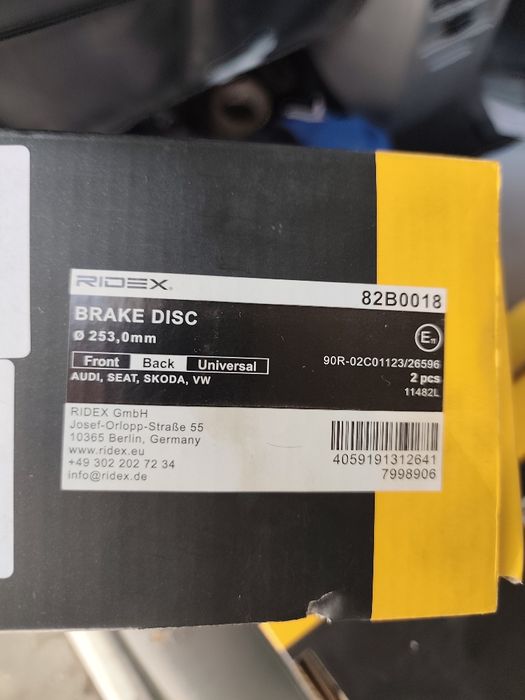 RIDEX®
82B0018
BRAKE DISC
Ø 253,0mm
Front Back Universal
AUDI, SEAT, SKODA, VW
90R-02C01123/26596
2 pcs
11482L
RIDEX GmbH
Josef-Orlopp-Straße 55
10365 Berlin, Germany
www.ridex.eu
+49 302 202 72 34
info@ridex.de
4059191312641
7998906